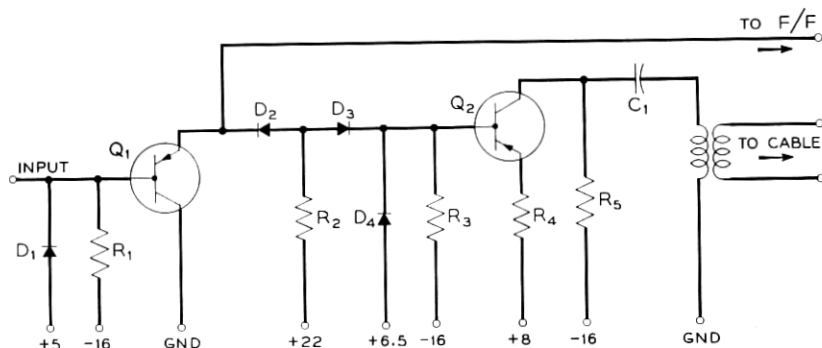 TO F/F
Q2
D2 D3
C1
Q1
INPUT
TO CABLE
D1 R1 R2 D4 R3 R4 R5
+5 -16 GND +22 +6.5 -16 +8 -16 GND